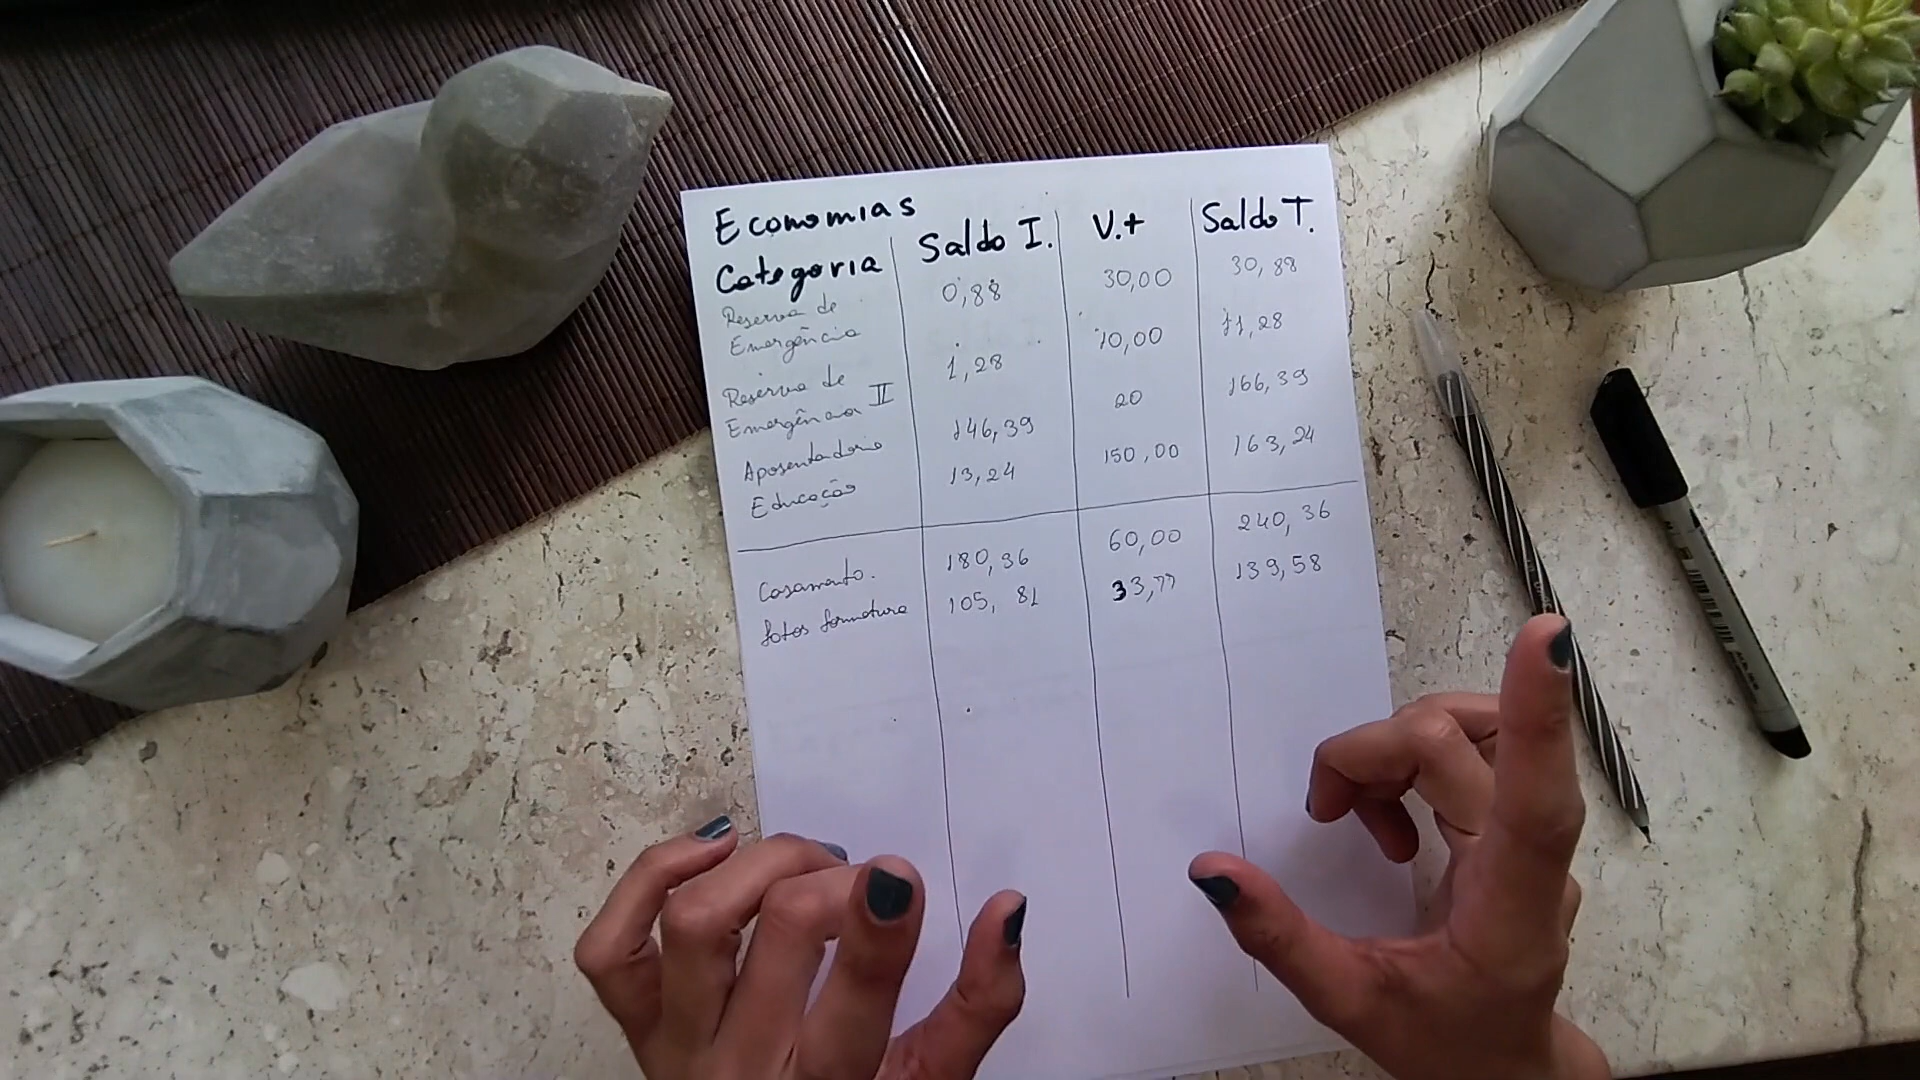 Economias
Categoria Saldo I. V.+ Saldo T.
Reserva de
Emergência 0,88 30,00 30,88
Reserva de
Emergência II 1,28 10,00 11,28
Aposentadoria 146,39 20 166,39
Educação 13,24 150,00 163,24
Casamento. 180,36 60,00 240,36
fotos formatura 105, 81 33,77 139,58